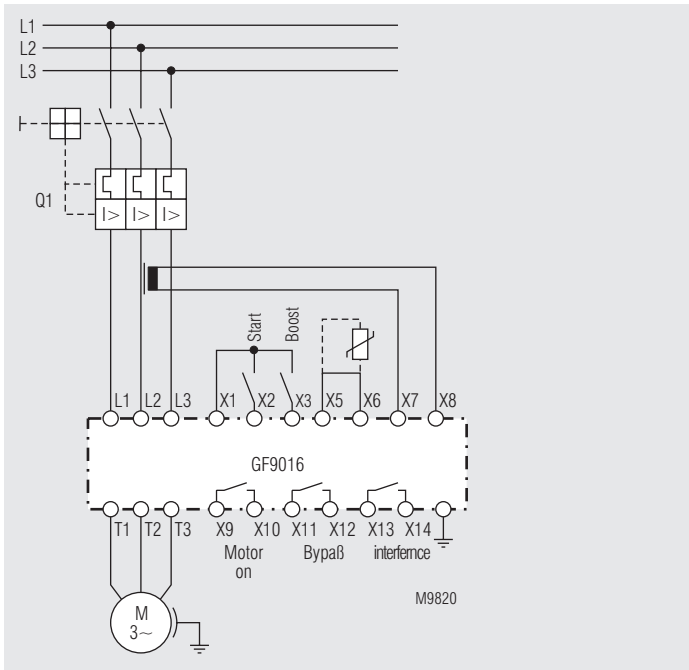 L1
L2
L3
Q1
I> I> I>
Start
Boost
L1 L2 L3 X1 X2 X3 X5 X6 X7 X8
GF9016
T1 T2 T3 X9 X10 X11 X12 X13 X14
Motor on
Bypaß
interfernce
M
3~
M9820